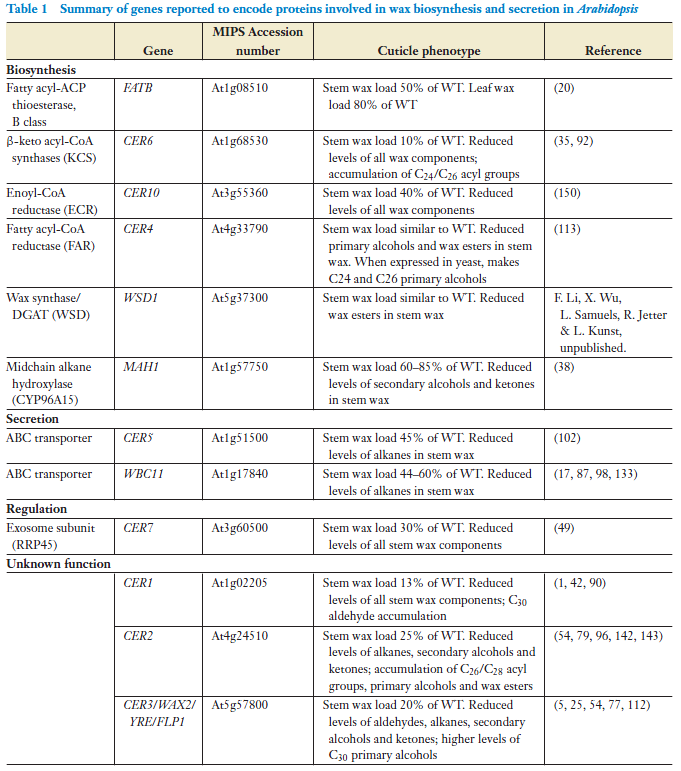 Table 1 Summary of genes reported to encode proteins involved in wax biosynthesis and secretion in Arabidopsis
Gene MIPS Accession number Cuticle phenotype Reference
Biosynthesis
Fatty acyl-ACP FATB At1g08510 Stem wax load 50% of WT. Leaf wax (20)
thioesterase, load 80% of WT
B class
β-keto acyl-CoA CER6 At1g68530 Stem wax load 10% of WT. Reduced (35, 92)
synthases (KCS) levels of all wax components;
accumulation of C24/C26 acyl groups
Enoyl-CoA CER10 At3g55360 Stem wax load 40% of WT. Reduced (150)
reductase (ECR) levels of all wax components
Fatty acyl-CoA CER4 At4g33790 Stem wax load similar to WT. Reduced (113)
reductase (FAR) primary alcohols and wax esters in stem
wax. When expressed in yeast, makes
C24 and C26 primary alcohols
Wax synthase/ WSD1 At5g37300 Stem wax load similar to WT. Reduced F. Li, X. Wu,
DGAT (WSD) wax esters in stem wax L. Samuels, R. Jetter
& L. Kunst,
unpublished.
Midchain alkane MAH1 At1g57750 Stem wax load 60–85% of WT. Reduced (38)
hydroxylase levels of secondary alcohols and ketones
(CYP96A15) in stem wax
Secretion
ABC transporter CER5 At1g51500 Stem wax load 45% of WT. Reduced (102)
levels of alkanes in stem wax
ABC transporter WBC11 At1g17840 Stem wax load 44–60% of WT. Reduced (17, 87, 98, 133)
levels of alkanes in stem wax
Regulation
Exosome subunit CER7 At3g60500 Stem wax load 30% of WT. Reduced (49)
(RRP45) levels of all stem wax components
Unknown function
CER1 At1g02205 Stem wax load 13% of WT. Reduced (1, 42, 90)
levels of all stem wax components; C30
aldehyde accumulation
CER2 At4g24510 Stem wax load 25% of WT. Reduced (54, 79, 96, 142, 143)
levels of alkanes, secondary alcohols and
ketones; accumulation of C26/C28 acyl
groups, primary alcohols and wax esters
CER3/WAX2/ At5g57800 Stem wax load 20% of WT. Reduced (5, 25, 54, 77, 112)
YRE/FLP1 levels of aldehydes, alkanes, secondary
alcohols and ketones; higher levels of
C30 primary alcohols